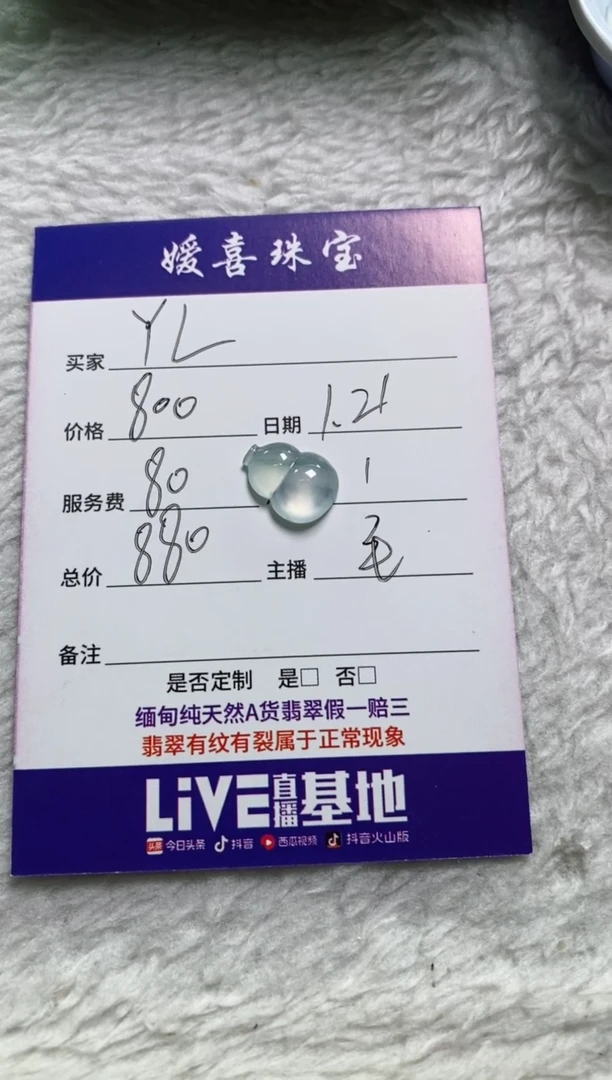 媛喜珠宝
买家 YL
价格 800 日期 1.21
服务费 80 1
总价 880 主播 毛
备注
是否定制 是□ 否□
缅甸纯天然A货翡翠假一赔三
翡翠有纹有裂属于正常现象
LiVE直播基地
头条 今日头条 抖音 西瓜视频 抖音火山版